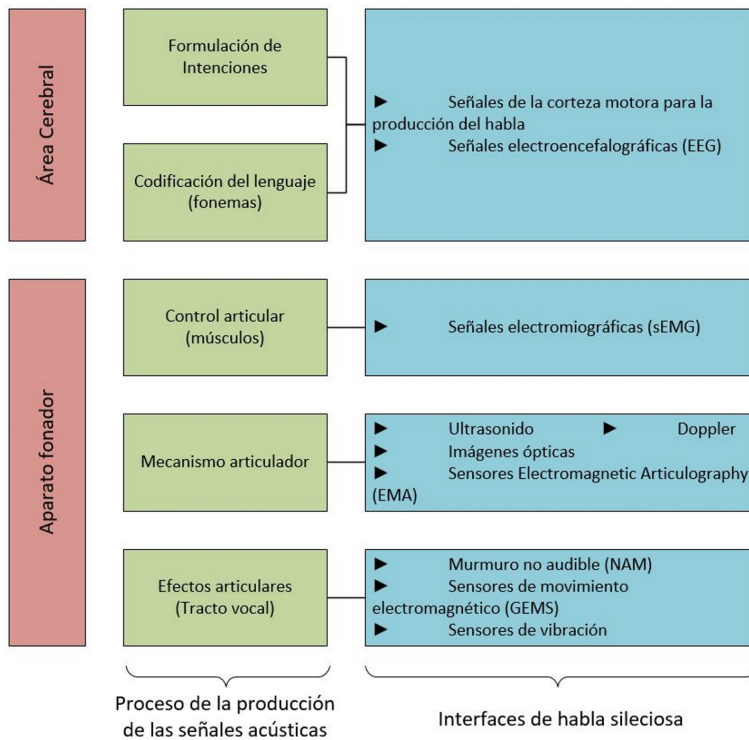 Área Cerebral
Formulación de
Intenciones
Codificación del lenguaje
(fonemas)
► Señales de la corteza motora para la
producción del habla
► Señales electroencefalográficas (EEG)
Aparato fonador
Control articular
(músculos)
► Señales electromiográficas (sEMG)
Mecanismo articulador
► Ultrasonido ► Doppler
► Imágenes ópticas
► Sensores Electromagnetic Articulography
(EMA)
Efectos articulares
(Tracto vocal)
► Murmuro no audible (NAM)
► Sensores de movimiento
electromagnético (GEMS)
► Sensores de vibración
Proceso de la producción
de las señales acústicas
Interfaces de habla sileciosa